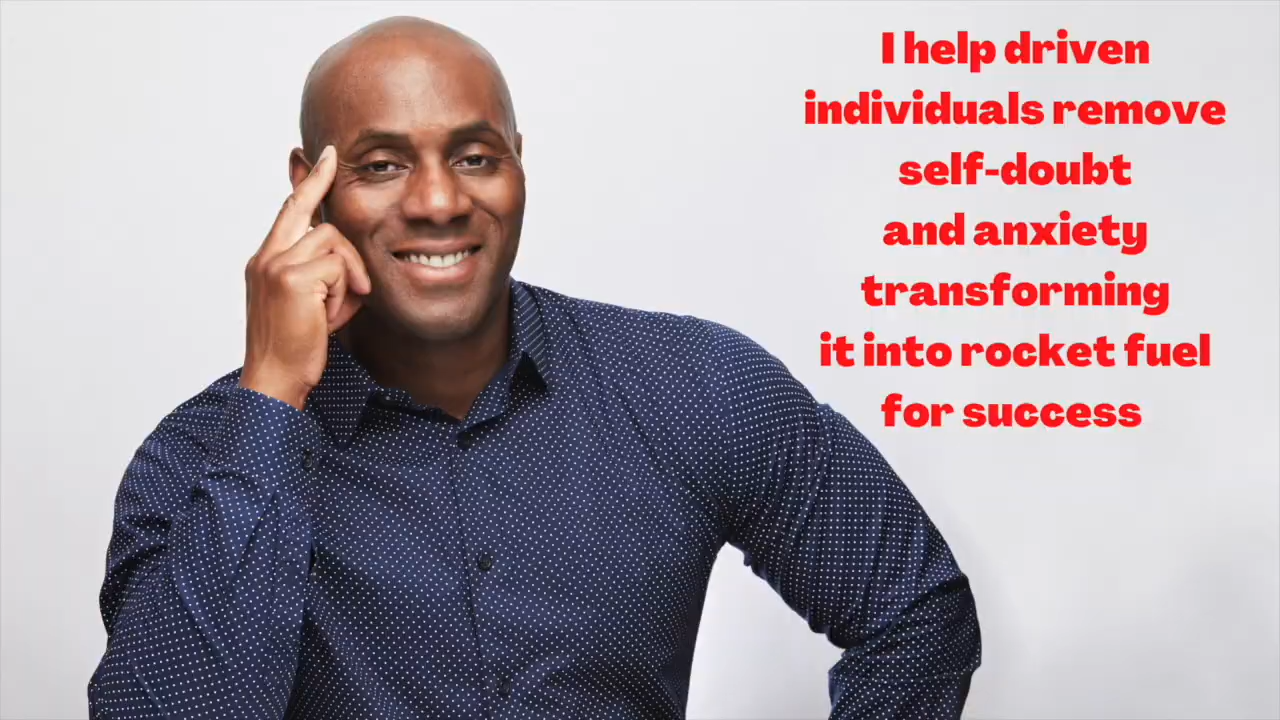 I help driven
individuals remove
self-doubt
and anxiety
transforming
it into rocket fuel
for success